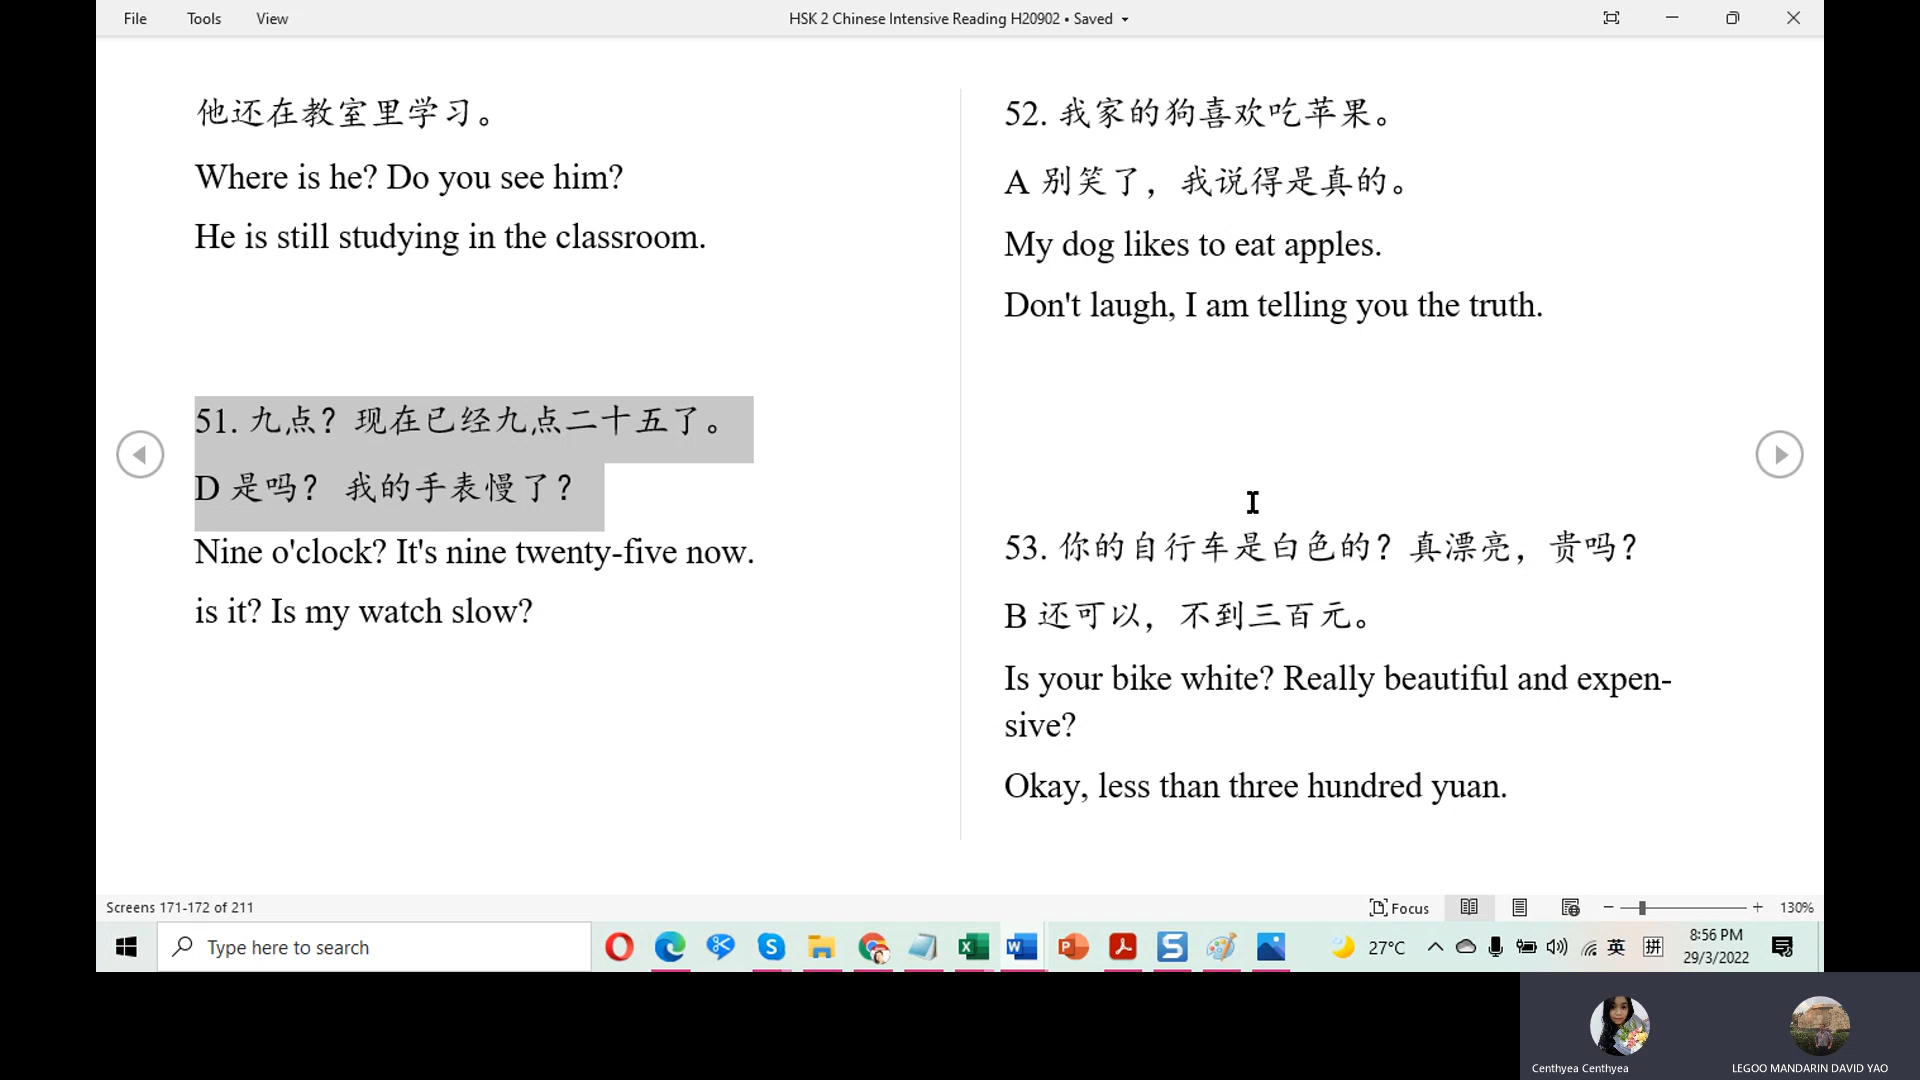 File Tools View HSK 2 Chinese Intensive Reading H20902 • Saved
他还在教室里学习。
Where is he? Do you see him?
He is still studying in the classroom.
51. 九点？现在已经九点二十五了。
D 是吗？ 我的手表慢了？
Nine o'clock? It's nine twenty-five now.
is it? Is my watch slow?
52. 我家的狗喜欢吃苹果。
A 别笑了，我说得是真的。
My dog likes to eat apples.
Don't laugh, I am telling you the truth.
53. 你的自行车是白色的？真漂亮，贵吗？
B 还可以，不到三百元。
Is your bike white? Really beautiful and expen-
sive?
Okay, less than three hundred yuan.
Screens 171-172 of 211 Focus 130%
Type here to search 27°C 英 拼 8:56 PM
29/3/2022
Centhyea Centhyea LEGOO MANDARIN DAVID YAO